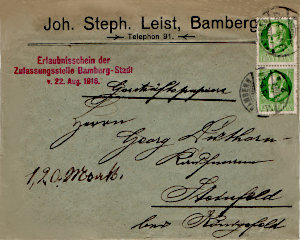 Joh. Steph. Leist, Bamberg
Telephon 91.
Erlaubnisschein der
Zulassungsstelle Bamberg-Stadt
v. 22. Aug. 1916.
Geschäftspapiere
BAMBERG
Herrn
Georg
Kaufmann
1,20 Mark.
Steinfeld